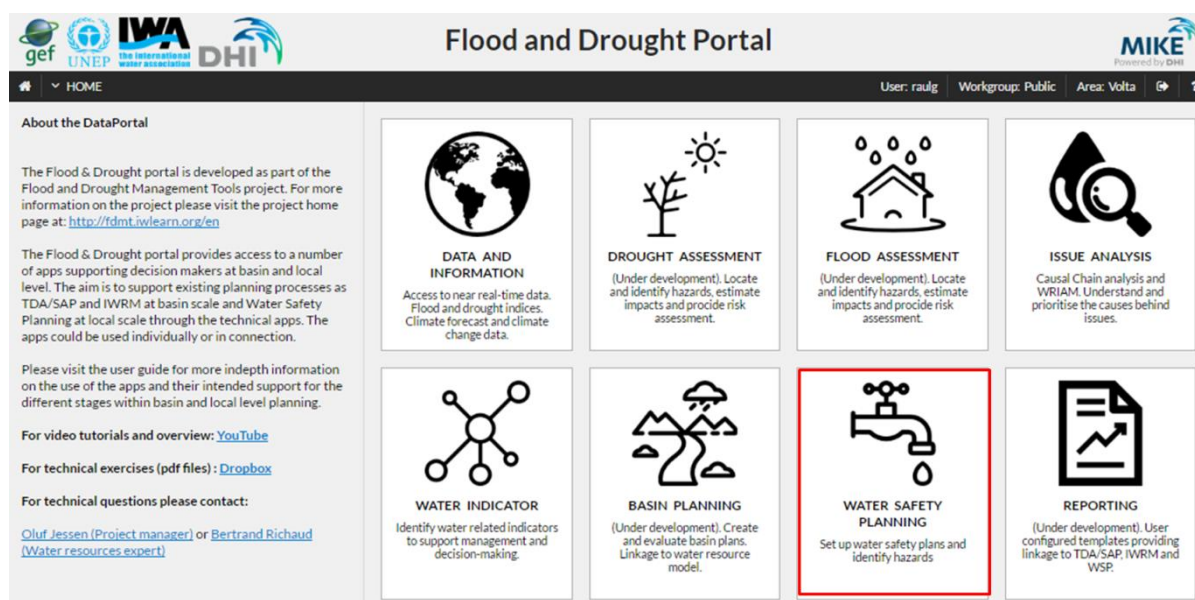 gef
UNEP
IWA
the international
water association
DHI
Flood and Drought Portal
MIKE
Powered by DHI
HOME
User: raulg
Workgroup: Public
Area: Volta
?
About the DataPortal
The Flood & Drought portal is developed as part of the
Flood and Drought Management Tools project. For more
information on the project please visit the project home
page at: http://fdmt.iwlearn.org/en
The Flood & Drought portal provides access to a number
of apps supporting decision makers at basin and local
level. The aim is to support existing planning processes as
TDA/SAP and IWRM at basin scale and Water Safety
Planning at local scale through the technical apps. The
apps could be used individually or in connection.
Please visit the user guide for more indepth information
on the use of the apps and their intended support for the
different stages within basin and local level planning.
For video tutorials and overview: YouTube
For technical exercises (pdf files) : Dropbox
For technical questions please contact:
Oluf Jessen (Project manager) or Bertrand Richaud
(Water resources expert)
DATA AND
INFORMATION
Access to near real-time data.
Flood and drought indices.
Climate forecast and climate
change data.
DROUGHT ASSESSMENT
(Under development). Locate
and identify hazards, estimate
impacts and procide risk
assessment.
FLOOD ASSESSMENT
(Under development). Locate
and identify hazards, estimate
impacts and procide risk
assessment.
ISSUE ANALYSIS
Causal Chain analysis and
WRIAM. Understand and
prioritise the causes behind
issues.
WATER INDICATOR
Identify water related indicators
to support management and
decision-making.
BASIN PLANNING
(Under development). Create
and evaluate basin plans.
Linkage to water resource
model.
WATER SAFETY
PLANNING
Set up water safety plans and
identify hazards
REPORTING
(Under development). User
configured templates providing
linkage to TDA/SAP, IWRM and
WSP.